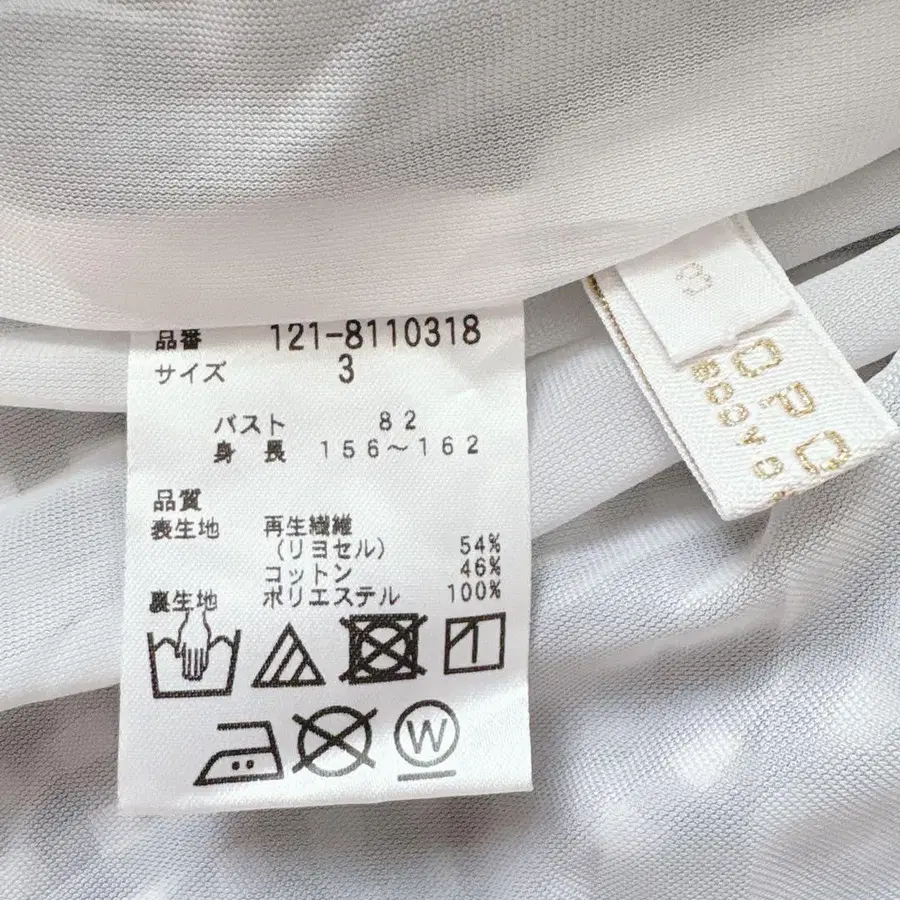 品番 121-8110318
サイズ 3
バスト 82
身長 156～162
品質
表生地 再生繊維
(リヨセル) 54%
コットン 46%
裏生地 ポリエステル 100%
W
3